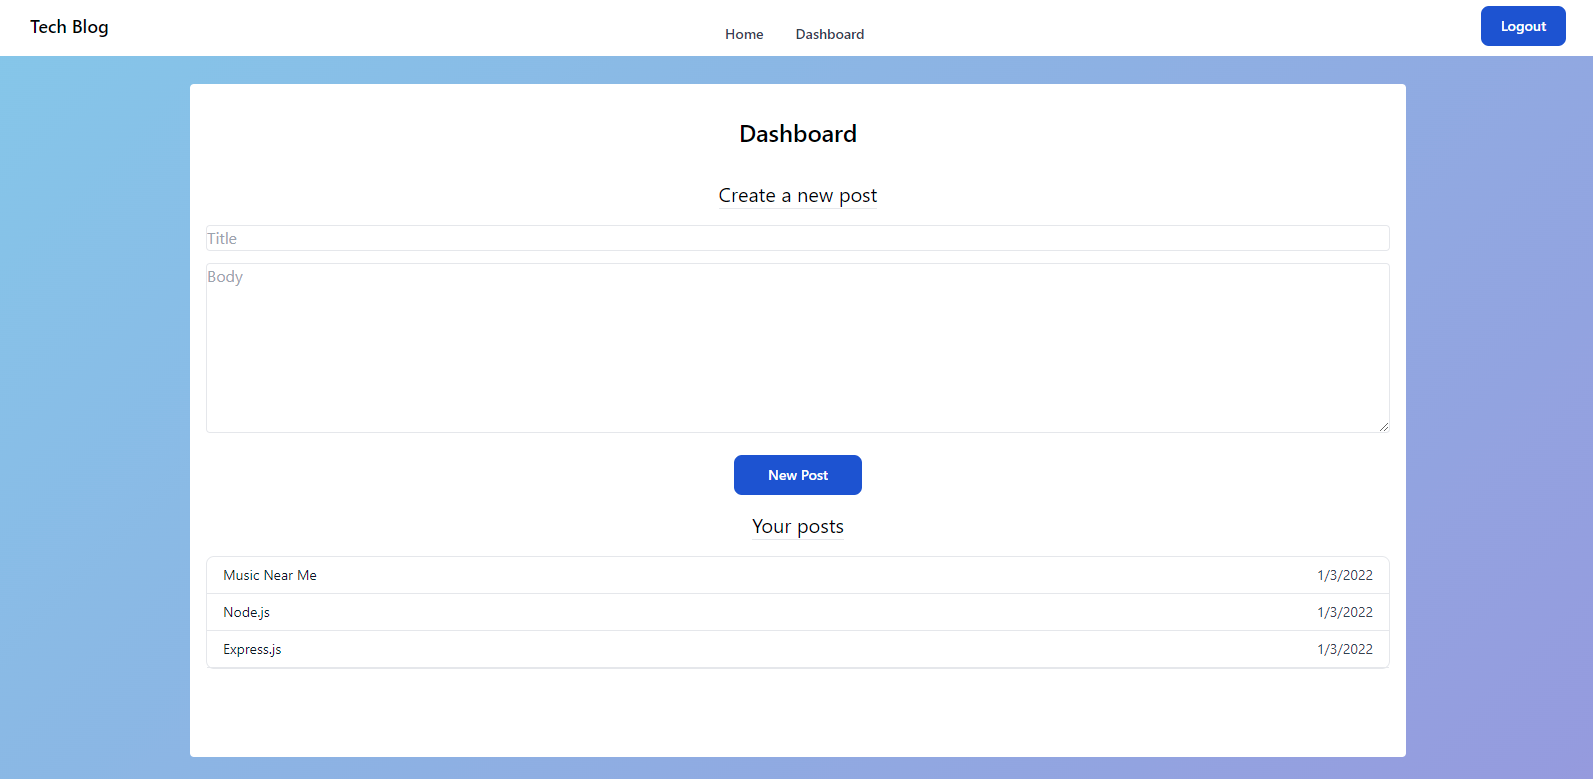 Tech Blog
Home Dashboard
Logout
Dashboard
Create a new post
Title
Body
New Post
Your posts
Music Near Me 1/3/2022
Node.js 1/3/2022
Express.js 1/3/2022